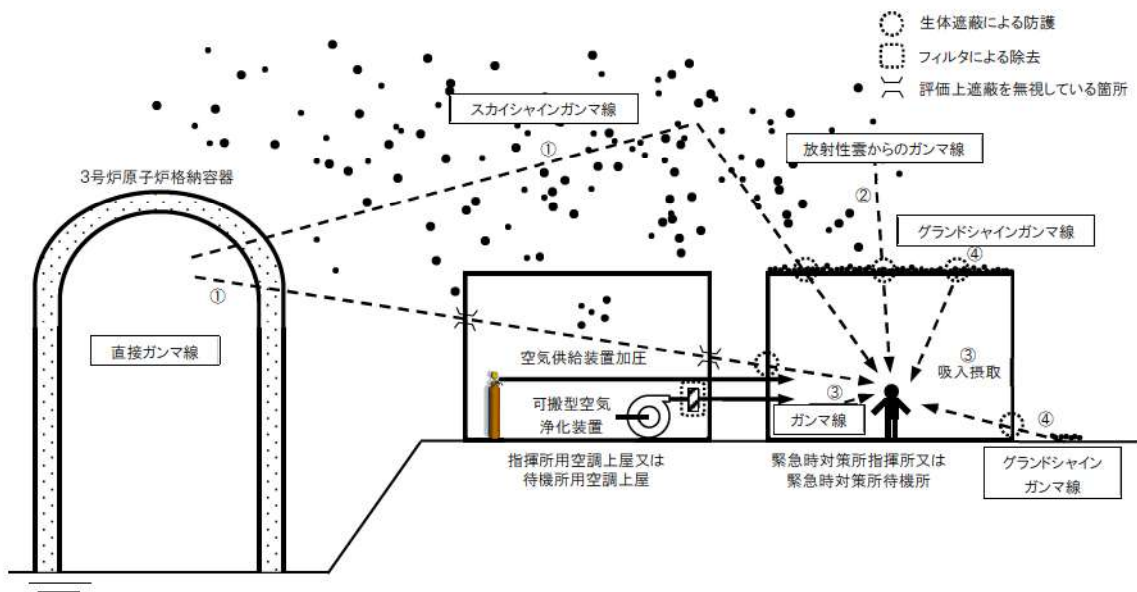 生体遮蔽による防護
フィルタによる除去
評価上遮蔽を無視している箇所
スカイシャインガンマ線
①
放射性雲からのガンマ線
②
3号炉原子炉格納容器
グランドシャインガンマ線
④
①
直接ガンマ線
空気供給装置加圧
③
吸入摂取
可搬型空気
浄化装置
③
ガンマ線
④
指揮所用空調上屋又は
待機所用空調上屋
緊急時対策所指揮所又は
緊急時対策所待機所
グランドシャイン
ガンマ線